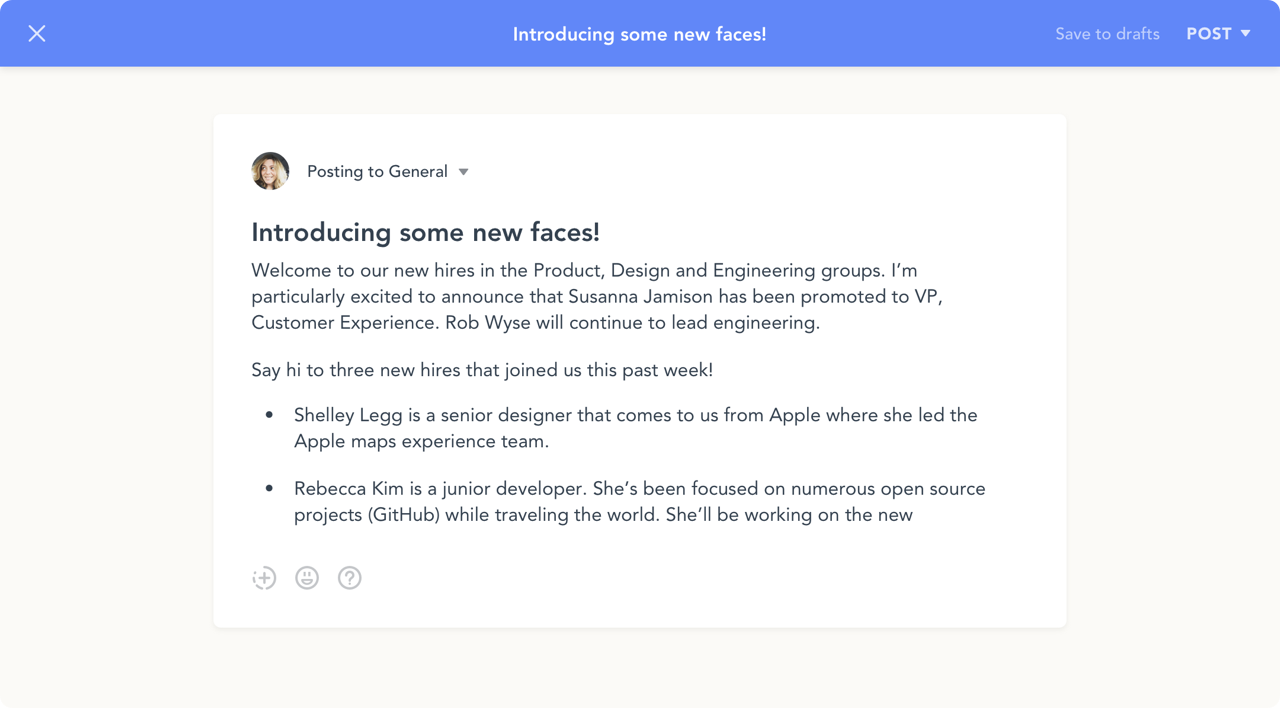 Introducing some new faces!
Save to drafts
POST
Posting to General
Introducing some new faces!
Welcome to our new hires in the Product, Design and Engineering groups. I’m
particularly excited to announce that Susanna Jamison has been promoted to VP,
Customer Experience. Rob Wyse will continue to lead engineering.
Say hi to three new hires that joined us this past week!
• Shelley Legg is a senior designer that comes to us from Apple where she led the
Apple maps experience team.
• Rebecca Kim is a junior developer. She’s been focused on numerous open source
projects (GitHub) while traveling the world. She’ll be working on the new